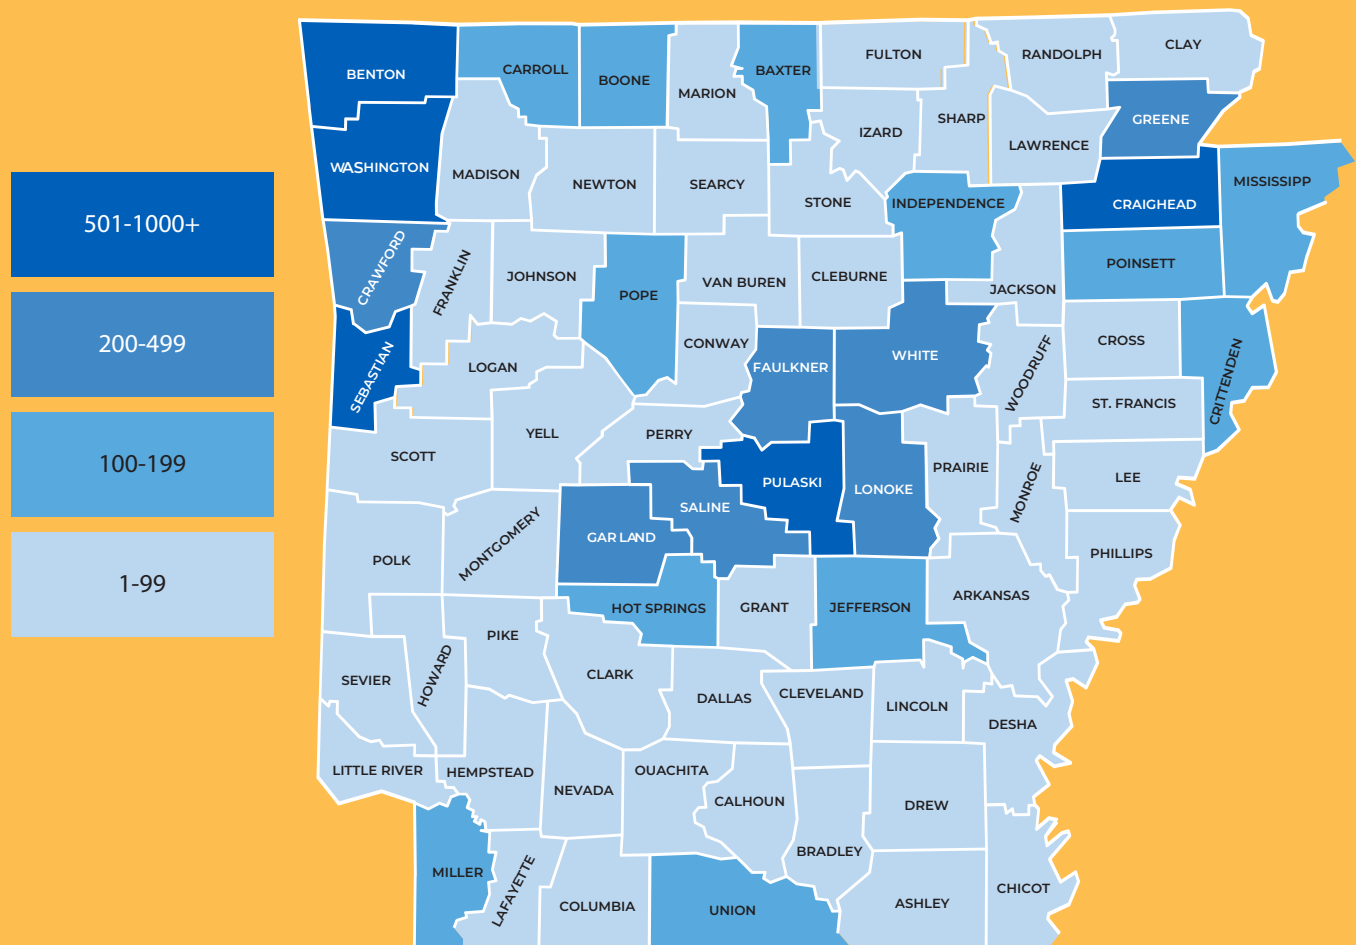 501-1000+
200-499
100-199
1-99
BENTON
CARROLL
BOONE
MARION
BAXTER
FULTON
RANDOLPH
CLAY
WASHINGTON
MADISON
NEWTON
SEARCY
STONE
IZARD
SHARP
LAWRENCE
GREENE
CRAIGHEAD
MISSISSIPP
CRAWFORD
FRANKLIN
JOHNSON
POPE
VAN BUREN
CLEBURNE
INDEPENDENCE
JACKSON
POINSETT
SEBASTIAN
LOGAN
CONWAY
FAULKNER
WHITE
WOODRUFF
CROSS
CRITTENDEN
ST. FRANCIS
SCOTT
YELL
PERRY
PULASKI
LONOKE
PRAIRIE
MONROE
LEE
PHILLIPS
POLK
MONTGOMERY
GARLAND
SALINE
HOT SPRINGS
GRANT
JEFFERSON
ARKANSAS
SEVIER
HOWARD
PIKE
CLARK
DALLAS
CLEVELAND
LINCOLN
DESHA
LITTLE RIVER
HEMPSTEAD
NEVADA
OUACHITA
CALHOUN
BRADLEY
DREW
MILLER
LAFAYETTE
COLUMBIA
UNION
ASHLEY
CHICOT